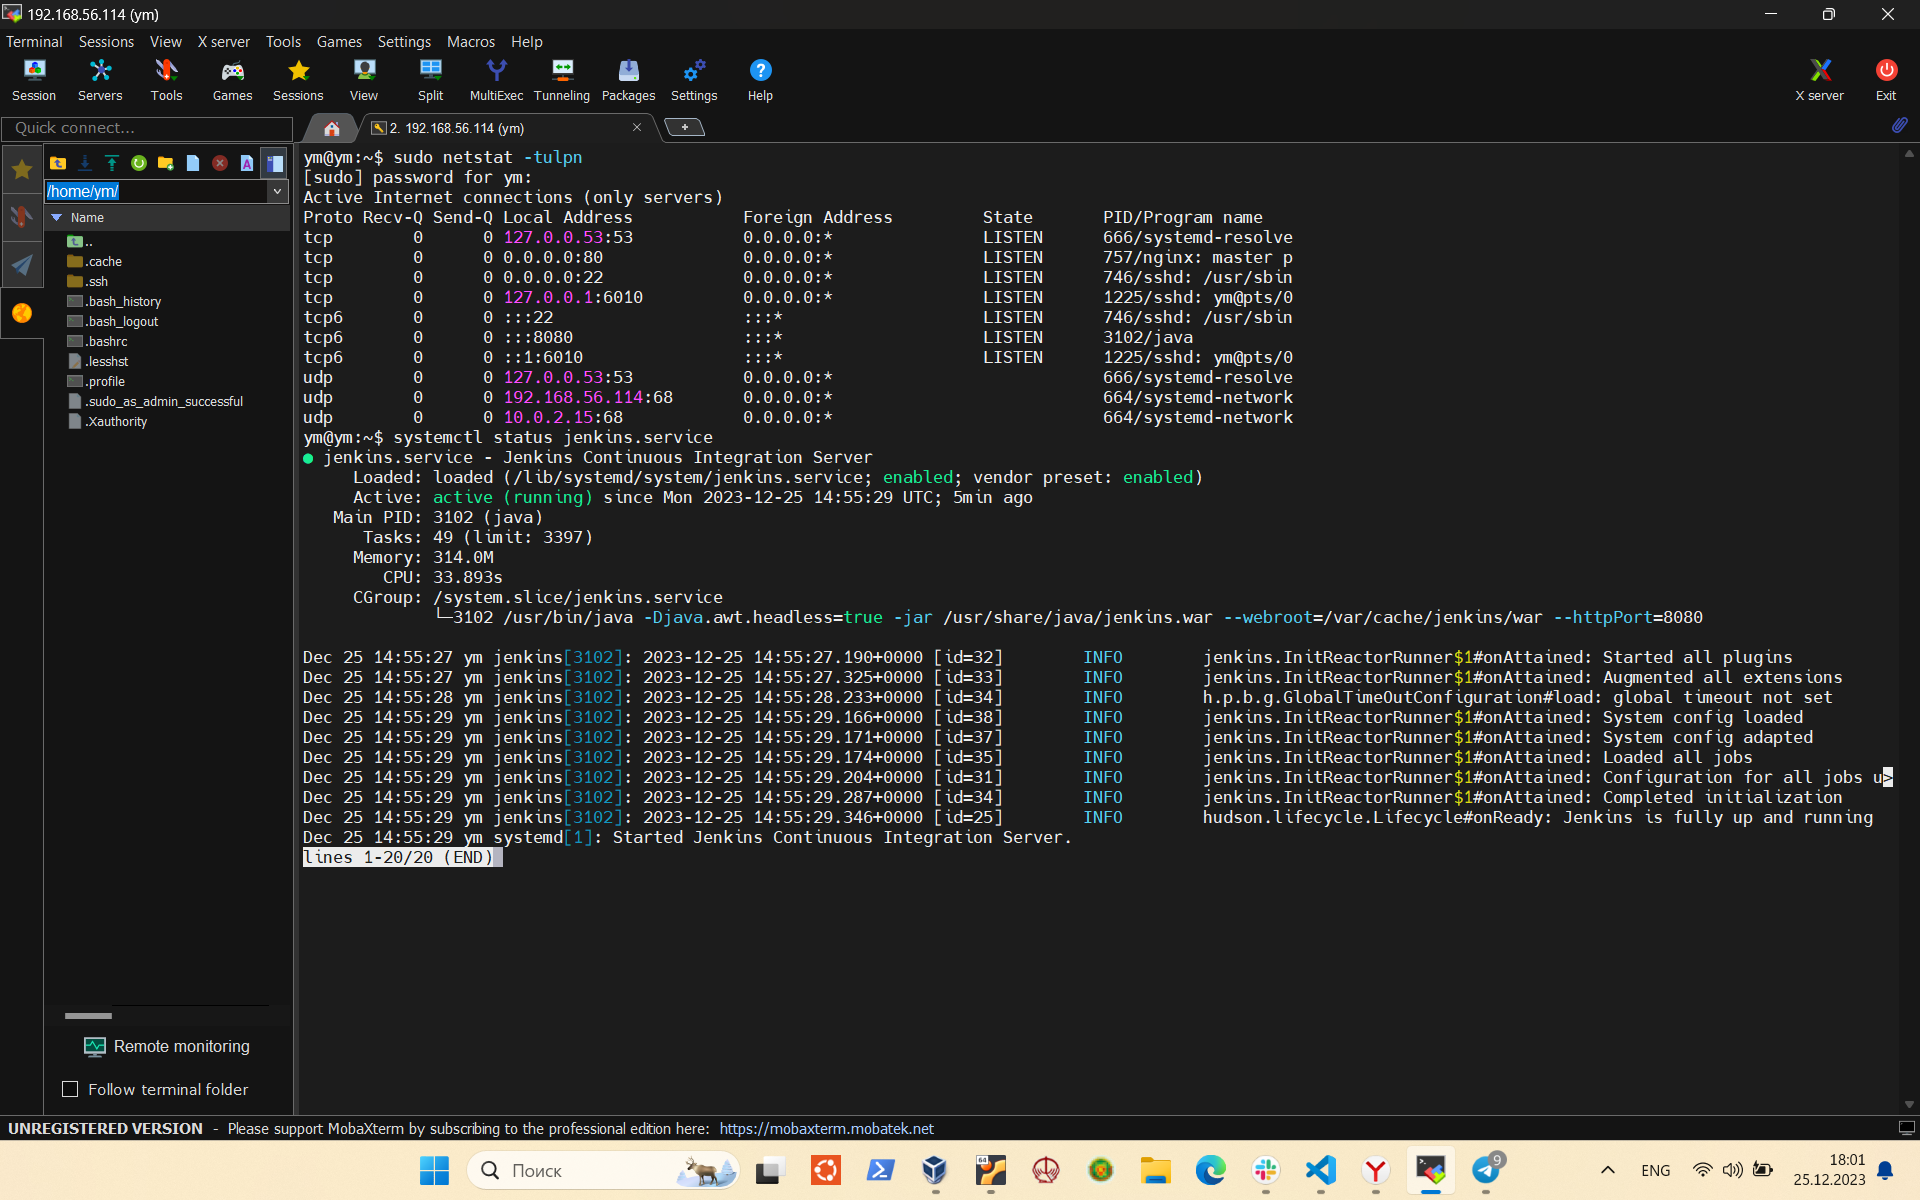 192.168.56.114 (ym)
Terminal Sessions View X server Tools Games Settings Macros Help
Session Servers Tools Games Sessions View Split MultiExec Tunneling Packages Settings Help X server Exit
Quick connect...
2. 192.168.56.114 (ym)
/home/ym/
Name
..
.cache
.ssh
.bash_history
.bash_logout
.bashrc
.lesshst
.profile
.sudo_as_admin_successful
.Xauthority
Remote monitoring
Follow terminal folder
ym@ym:~$ sudo netstat -tulpn
[sudo] password for ym:
Active Internet connections (only servers)
Proto Recv-Q Send-Q Local Address           Foreign Address         State       PID/Program name
tcp        0      0 127.0.0.53:53           0.0.0.0:*               LISTEN      666/systemd-resolve
tcp        0      0 0.0.0.0:80              0.0.0.0:*               LISTEN      757/nginx: master p
tcp        0      0 0.0.0.0:22              0.0.0.0:*               LISTEN      746/sshd: /usr/sbin
tcp        0      0 127.0.0.1:6010          0.0.0.0:*               LISTEN      1225/sshd: ym@pts/0
tcp6       0      0 :::22                   :::*                    LISTEN      746/sshd: /usr/sbin
tcp6       0      0 :::8080                 :::*                    LISTEN      3102/java
tcp6       0      0 ::1:6010                :::*                    LISTEN      1225/sshd: ym@pts/0
udp        0      0 127.0.0.53:53           0.0.0.0:*                           666/systemd-resolve
udp        0      0 192.168.56.114:68       0.0.0.0:*                           664/systemd-network
udp        0      0 10.0.2.15:68            0.0.0.0:*                           664/systemd-network
ym@ym:~$ systemctl status jenkins.service
● jenkins.service - Jenkins Continuous Integration Server
Loaded: loaded (/lib/systemd/system/jenkins.service; enabled; vendor preset: enabled)
Active: active (running) since Mon 2023-12-25 14:55:29 UTC; 5min ago
Main PID: 3102 (java)
Tasks: 49 (limit: 3397)
Memory: 314.0M
CPU: 33.893s
CGroup: /system.slice/jenkins.service
└─3102 /usr/bin/java -Djava.awt.headless=true -jar /usr/share/java/jenkins.war --webroot=/var/cache/jenkins/war --httpPort=8080
Dec 25 14:55:27 ym jenkins[3102]: 2023-12-25 14:55:27.190+0000 [id=32]        INFO        jenkins.InitReactorRunner$1#onAttained: Started all plugins
Dec 25 14:55:27 ym jenkins[3102]: 2023-12-25 14:55:27.325+0000 [id=33]        INFO        jenkins.InitReactorRunner$1#onAttained: Augmented all extensions
Dec 25 14:55:28 ym jenkins[3102]: 2023-12-25 14:55:28.233+0000 [id=34]        INFO        h.p.b.g.GlobalTimeOutConfiguration#load: global timeout not set
Dec 25 14:55:29 ym jenkins[3102]: 2023-12-25 14:55:29.166+0000 [id=38]        INFO        jenkins.InitReactorRunner$1#onAttained: System config loaded
Dec 25 14:55:29 ym jenkins[3102]: 2023-12-25 14:55:29.171+0000 [id=37]        INFO        jenkins.InitReactorRunner$1#onAttained: System config adapted
Dec 25 14:55:29 ym jenkins[3102]: 2023-12-25 14:55:29.174+0000 [id=35]        INFO        jenkins.InitReactorRunner$1#onAttained: Loaded all jobs
Dec 25 14:55:29 ym jenkins[3102]: 2023-12-25 14:55:29.204+0000 [id=31]        INFO        jenkins.InitReactorRunner$1#onAttained: Configuration for all jobs u>
Dec 25 14:55:29 ym jenkins[3102]: 2023-12-25 14:55:29.287+0000 [id=34]        INFO        jenkins.InitReactorRunner$1#onAttained: Completed initialization
Dec 25 14:55:29 ym jenkins[3102]: 2023-12-25 14:55:29.346+0000 [id=25]        INFO        hudson.lifecycle.Lifecycle#onReady: Jenkins is fully up and running
Dec 25 14:55:29 ym systemd[1]: Started Jenkins Continuous Integration Server.
lines 1-20/20 (END)
UNREGISTERED VERSION - Please support MobaXterm by subscribing to the professional edition here: https://mobaxterm.mobatek.net
Поиск
64
9
ENG
18:01
25.12.2023